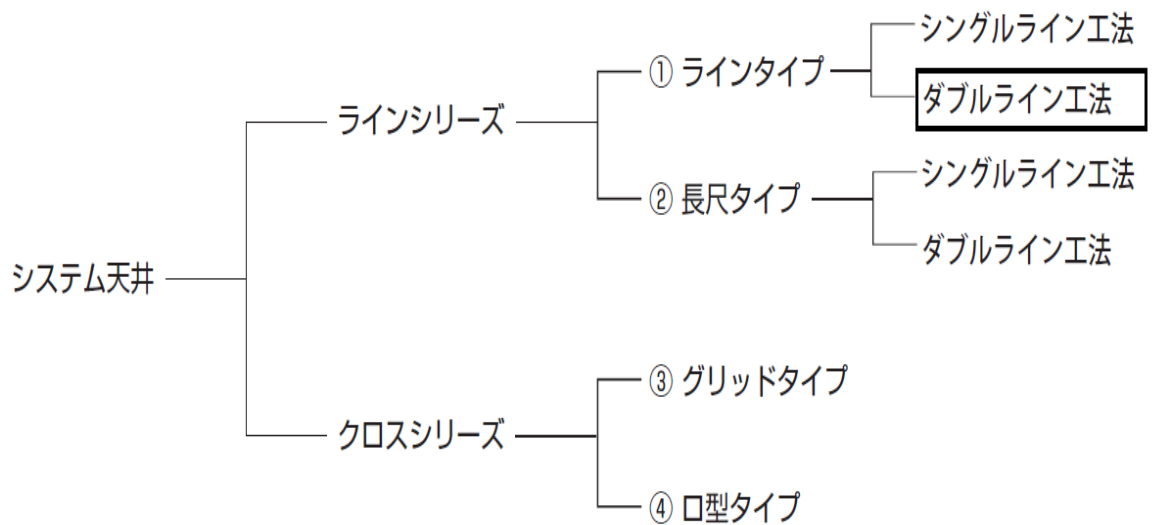 システム天井
ラインシリーズ
① ラインタイプ
シングルライン工法
ダブルライン工法
② 長尺タイプ
シングルライン工法
ダブルライン工法
クロスシリーズ
③ グリッドタイプ
④ ロ型タイプ